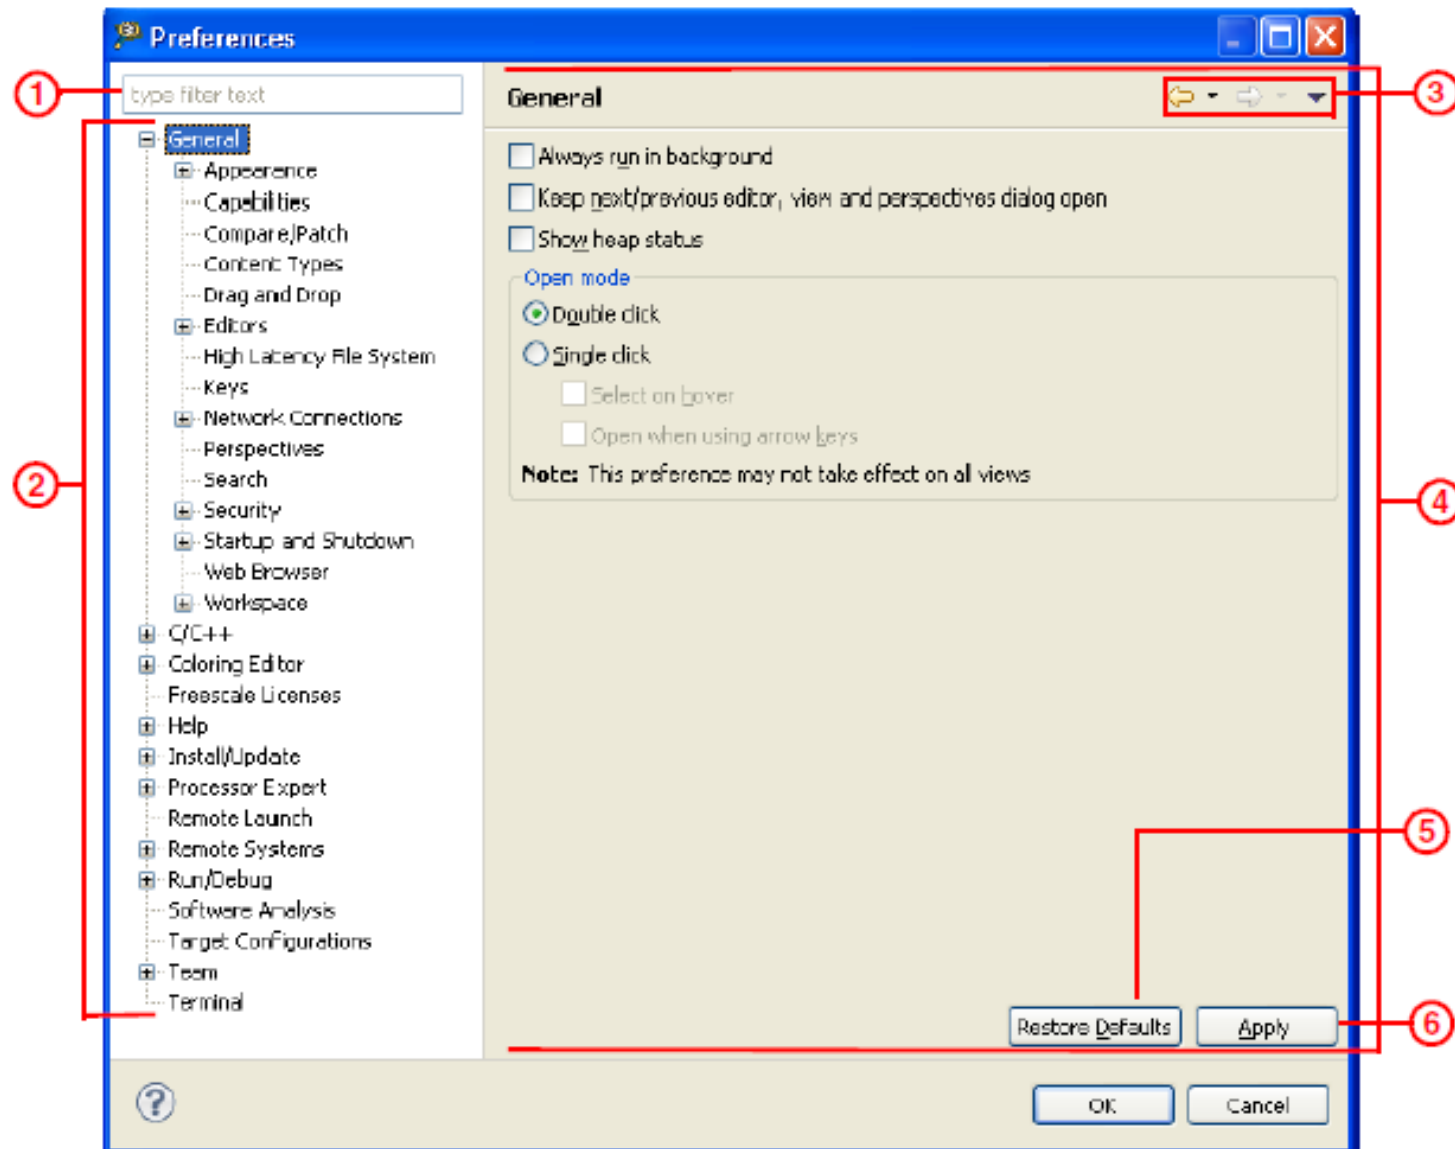 Preferences
1
type filter text
General
3
2
General
Appearance
Capabilities
Compare/Patch
Content Types
Drag and Drop
Editors
High Latency File System
Keys
Network Connections
Perspectives
Search
Security
Startup and Shutdown
Web Browser
Workspace
C/C++
Coloring Editor
Freescale Licenses
Help
Install/Update
Processor Expert
Remote Launch
Remote Systems
Run/Debug
Software Analysis
Target Configurations
Team
Terminal
Always run in background
Keep next/previous editor, view and perspectives dialog open
Show heap status
Open mode
Double click
Single click
Select on hover
Open when using arrow keys
Note: This preference may not take effect on all views
4
5
Restore Defaults Apply
6
?
OK Cancel